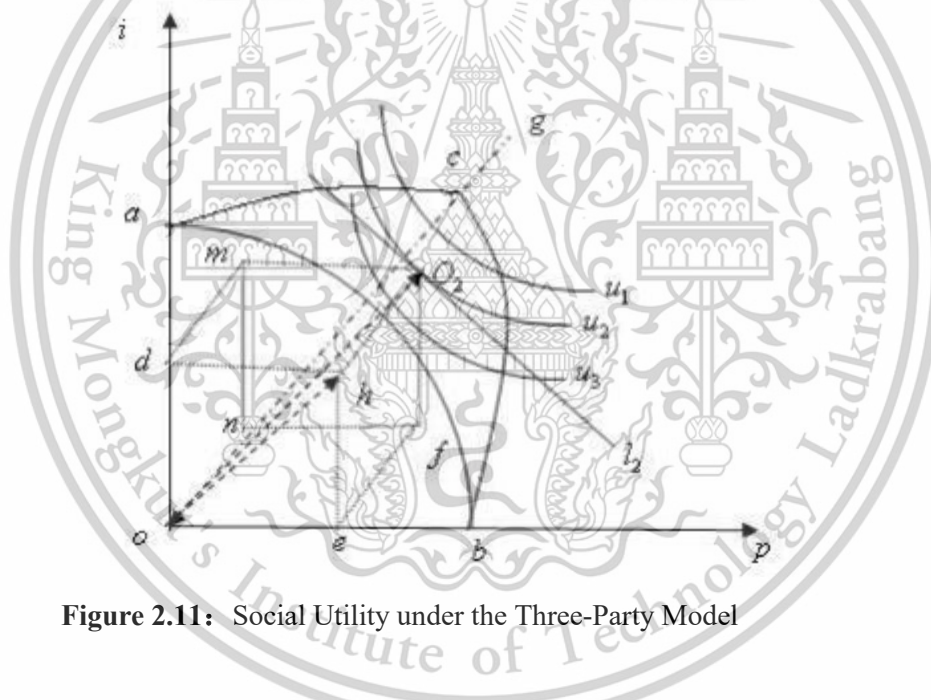 i
g
c
a
m
O₂
u₁
u₂
d
u₃
h
n
f
l₂
o
e
b
p
King Mongkut's Institute of Technology Ladkrabang
Figure 2.11： Social Utility under the Three-Party Model